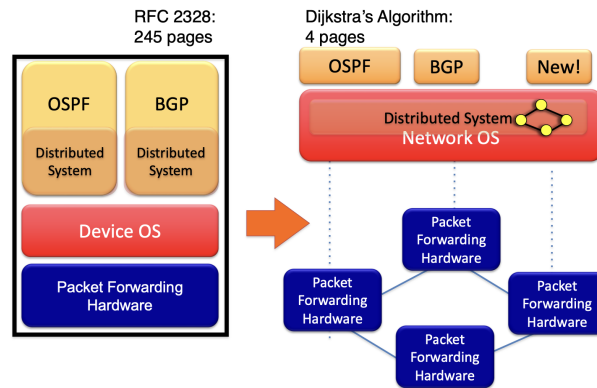 RFC 2328:
245 pages
OSPF
BGP
Distributed
System
Distributed
System
Device OS
Packet Forwarding
Hardware
Dijkstra's Algorithm:
4 pages
OSPF
BGP
New!
Distributed System
Network OS
Packet
Forwarding
Hardware
Packet
Forwarding
Hardware
Packet
Forwarding
Hardware
Packet
Forwarding
Hardware